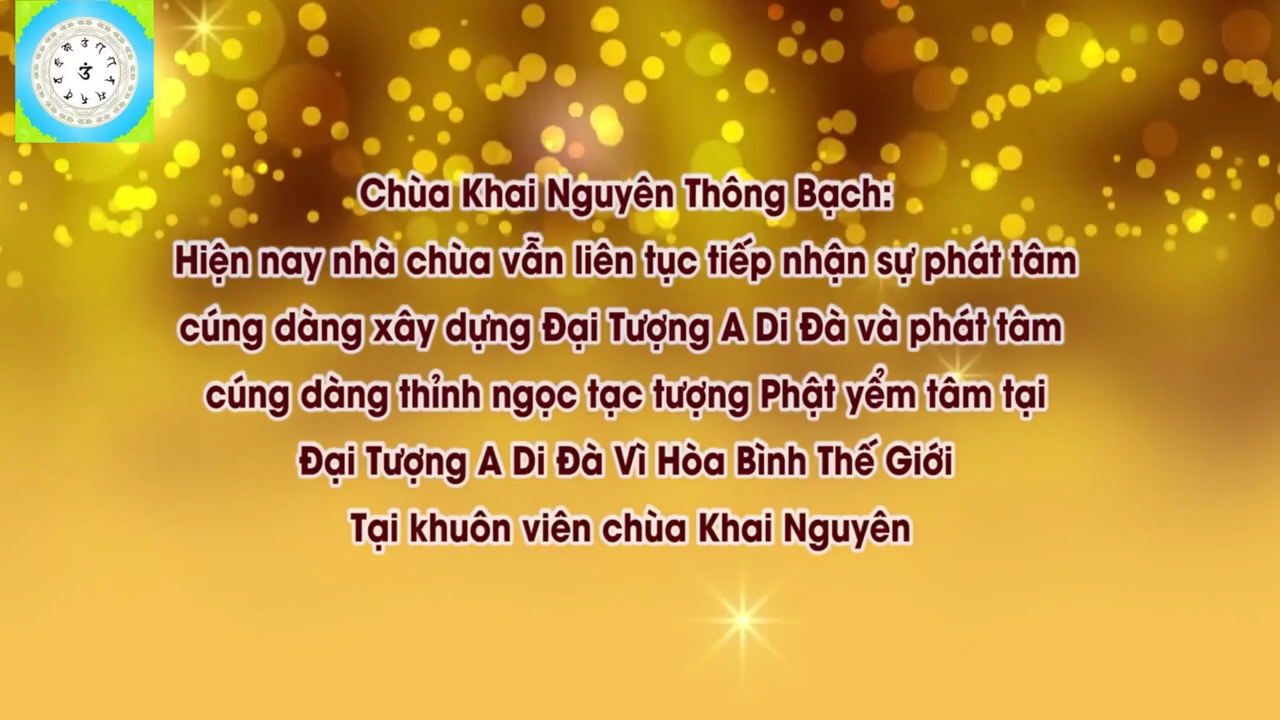 Chùa Khai Nguyên Thông Bạch:
Hiện nay nhà chùa vẫn liên tục tiếp nhận sự phát tâm
cúng dàng xây dựng Đại Tượng A Di Đà và phát tâm
cúng dàng thỉnh ngọc tạc tượng Phật yểm tâm tại
Đại Tượng A Di Đà Vì Hòa Bình Thế Giới
Tại khuôn viên chùa Khai Nguyên